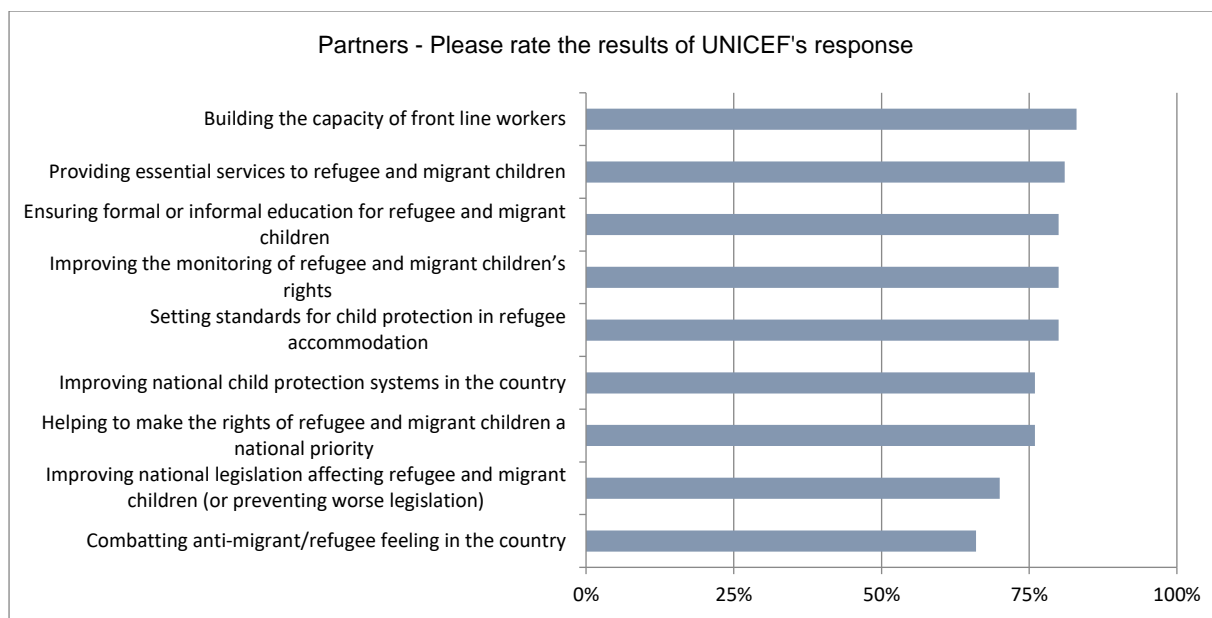 Partners - Please rate the results of UNICEF's response
Building the capacity of front line workers
Providing essential services to refugee and migrant children
Ensuring formal or informal education for refugee and migrant
children
Improving the monitoring of refugee and migrant children’s
rights
Setting standards for child protection in refugee
accommodation
Improving national child protection systems in the country
Helping to make the rights of refugee and migrant children a
national priority
Improving national legislation affecting refugee and migrant
children (or preventing worse legislation)
Combatting anti-migrant/refugee feeling in the country
0% 25% 50% 75% 100%